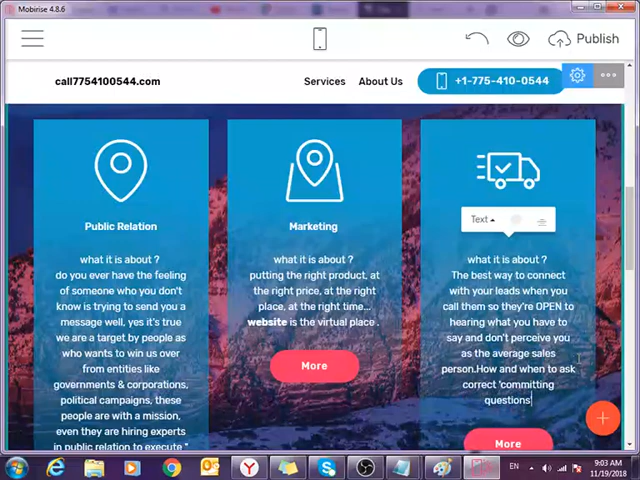 Mobirise 4.8.6
Publish
call7754100544.com
Services
About Us
+1-775-410-0544
Public Relation
what it is about ?
do you ever have the feeling
of someone who you don't
know is trying to send you a
message well, yes it's true
we are a target by people as
who wants to win us over
from entities like
governments & corporations,
political campaigns, these
people are with a mission,
even they are hiring experts
in public relation to execute "
Marketing
what it is about ?
putting the right product, at
the right price, at the right
place, at the right time...
website is the virtual place .
More
Text
what it is about ?
The best way to connect
with your leads when you
call them so they're OPEN to
hearing what you have to
say and don't perceive you
as the average sales
person.How and when to ask
correct 'committing
questions
More
EN
9:03 AM
11/19/2018